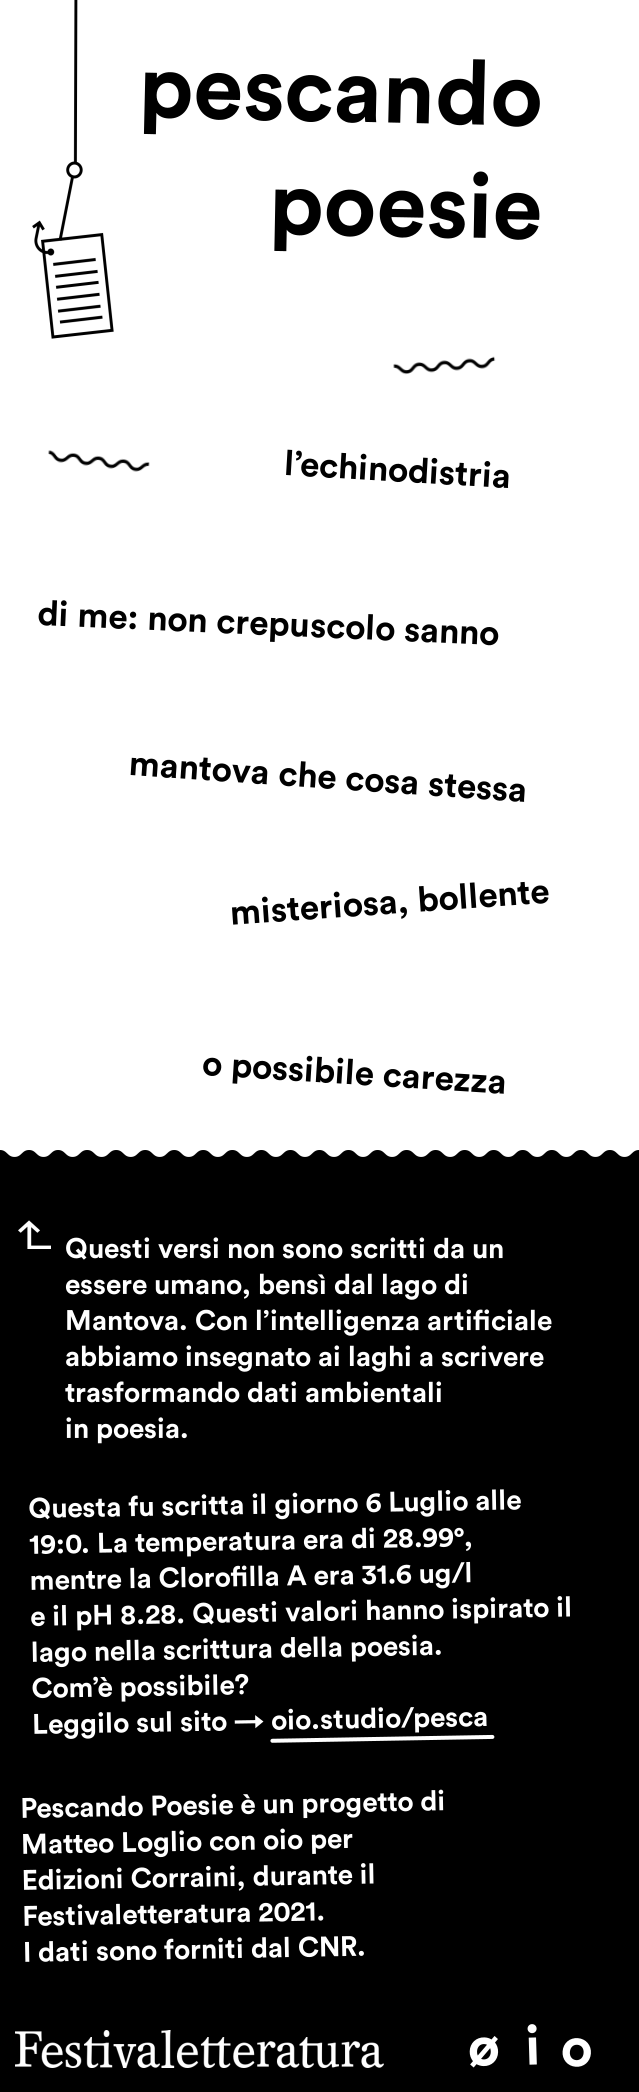 pescando
poesie
l’echinodistria
di me: non crepuscolo sanno
mantova che cosa stessa
misteriosa, bollente
o possibile carezza
Questi versi non sono scritti da un
essere umano, bensì dal lago di
Mantova. Con l’intelligenza artificiale
abbiamo insegnato ai laghi a scrivere
trasformando dati ambientali
in poesia.
Questa fu scritta il giorno 6 Luglio alle
19:0. La temperatura era di 28.99°,
mentre la Clorofilla A era 31.6 ug/l
e il pH 8.28. Questi valori hanno ispirato il
lago nella scrittura della poesia.
Com’è possibile?
Leggilo sul sito → oio.studio/pesca
Pescando Poesie è un progetto di
Matteo Loglio con oio per
Edizioni Corraini, durante il
Festivaletteratura 2021.
I dati sono forniti dal CNR.
Festivaletteratura ø i o